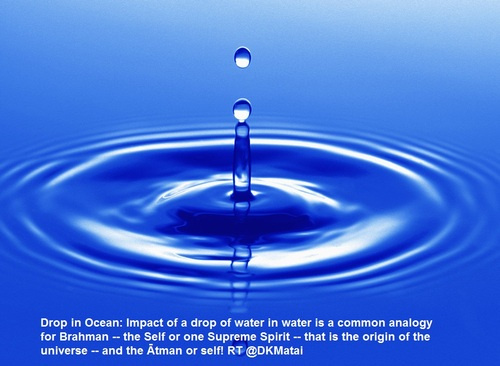 Drop in Ocean: Impact of a drop of water in water is a common analogy
for Brahman -- the Self or one Supreme Spirit -- that is the origin of the
universe -- and the Ātman or self! RT @DKMatai